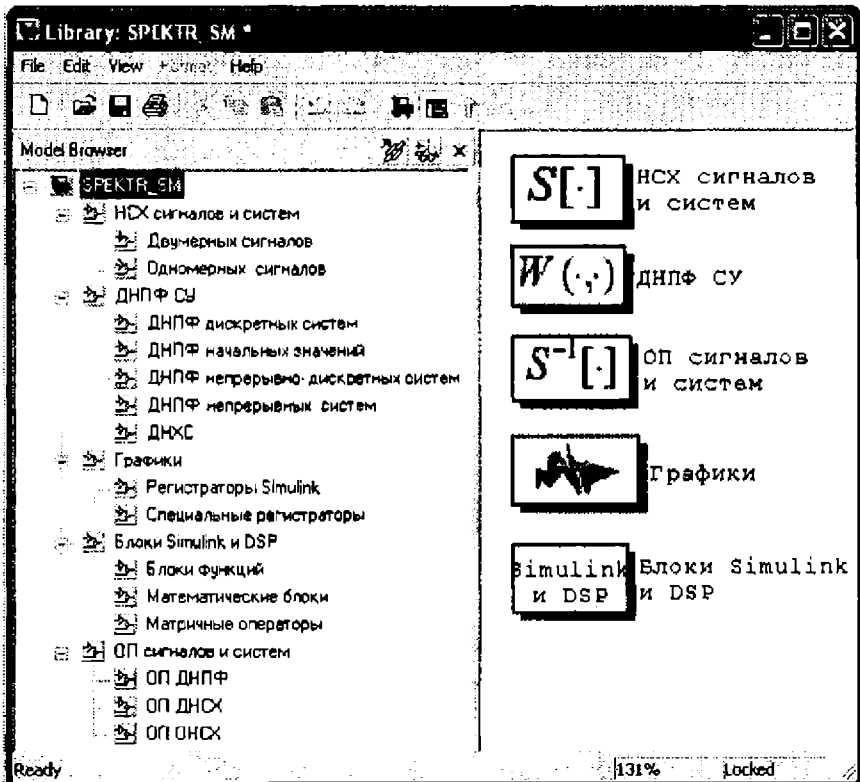 Library: SPEKTR_SM *
File Edit View Format Help
Model Browser
SPEKTR_SM
НСХ сигналов и систем
Двумерных сигналов
Одномерных сигналов
ДНПФ СУ
ДНПФ дискретных систем
ДНПФ начальных значений
ДНПФ непрерывно-дискретных систем
ДНПФ непрерывных систем
ДНХС
Графики
Регистраторы Simulink
Специальные регистраторы
Блоки Simulink и DSP
Блоки функций
Математические блоки
Матричные операторы
ОП сигналов и систем
ОП ДНПФ
ОП ДНСХ
ОП ОНСХ
S[·]
НСХ сигналов
и систем
W(·,·)
ДНПФ СУ
S⁻¹[·]
ОП сигналов
и систем
Графики
Simulink
и DSP
Блоки Simulink
и DSP
Ready
131%
Locked